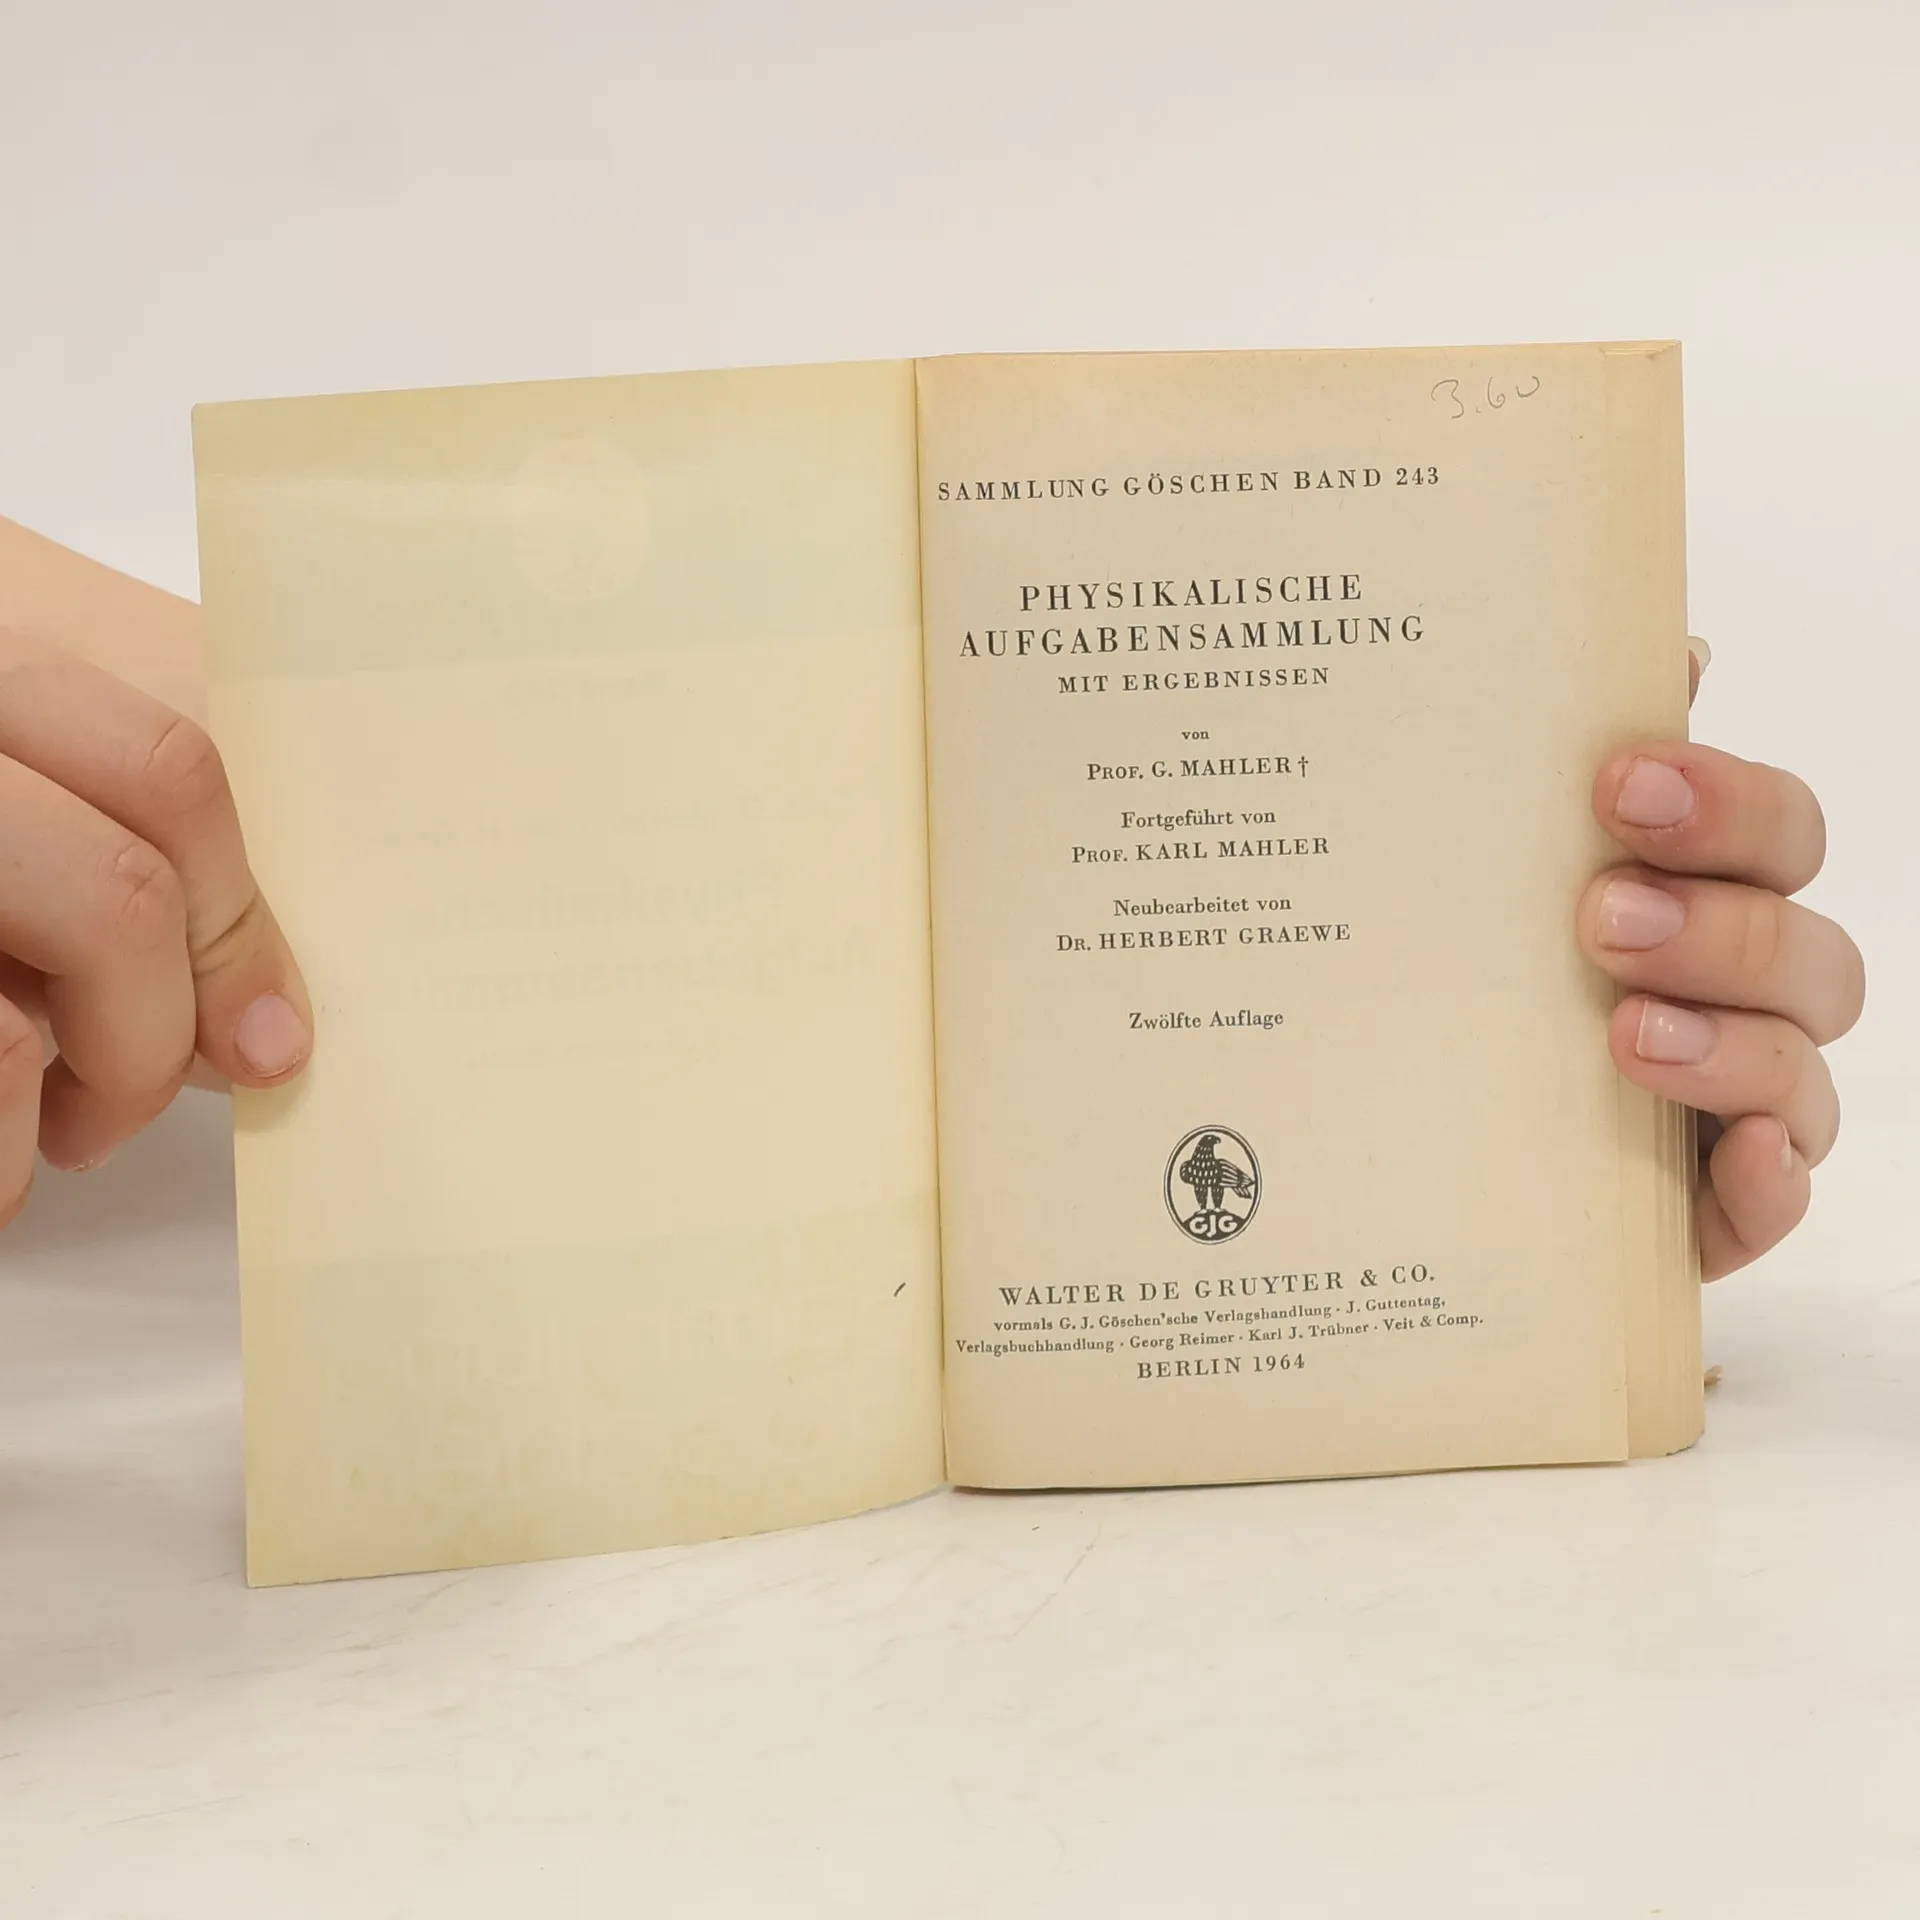 3.60
SAMMLUNG GÖSCHEN BAND 243
PHYSIKALISCHE
AUFGABENSAMMLUNG
MIT ERGEBNISSEN
von
PROF. G. MAHLER †
Fortgeführt von
PROF. KARL MAHLER
Neubearbeitet von
DR. HERBERT GRAEWE
Zwölfte Auflage
GJG
WALTER DE GRUYTER & CO.
vormals G. J. Göschen'sche Verlagshandlung · J. Guttentag,
Verlagsbuchhandlung · Georg Reimer · Karl J. Trübner · Veit & Comp.
BERLIN 1964